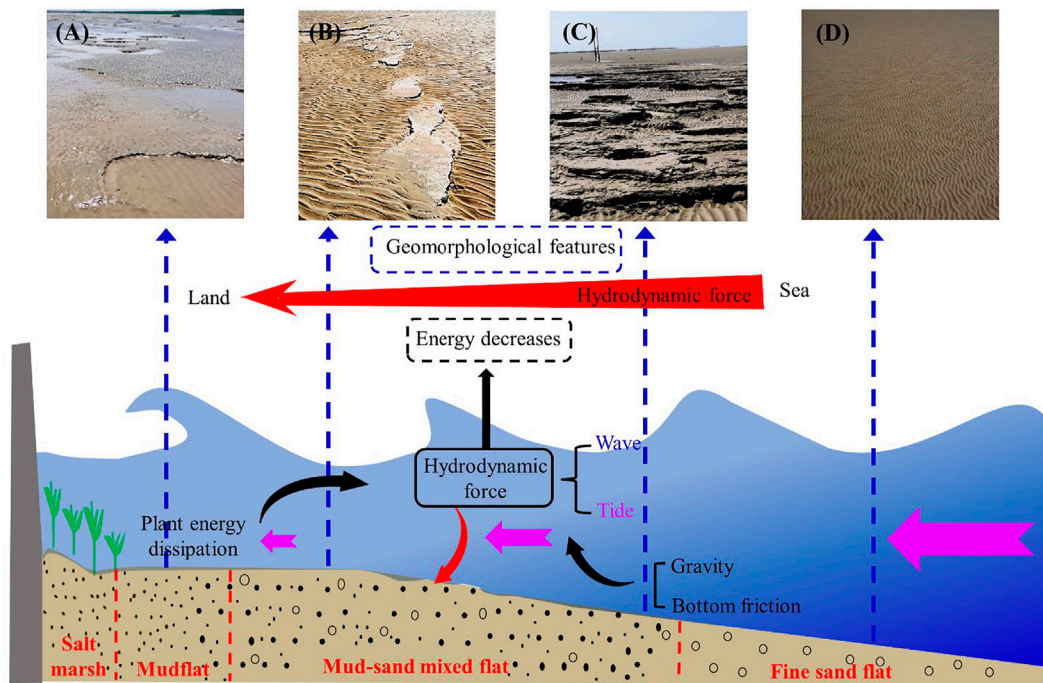 (A)
(B)
(C)
(D)
Geomorphological features
Land
Hydrodynamic force
Sea
Energy decreases
Hydrodynamic
force
Wave
Tide
Plant energy
dissipation
Gravity
Bottom friction
Salt
marsh
Mudflat
Mud-sand mixed flat
Fine sand flat